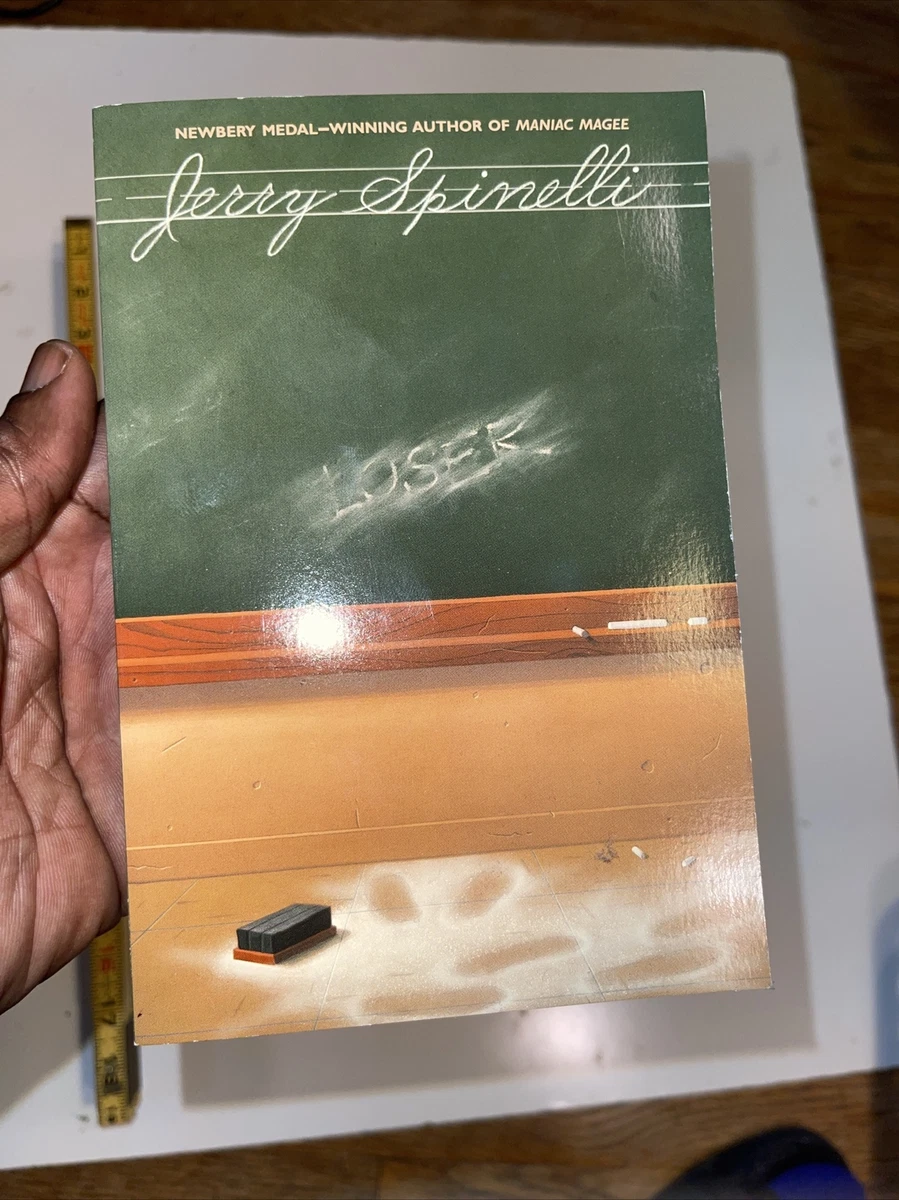 NEWBERY MEDAL–WINNING AUTHOR OF MANIAC MAGEE
Jerry Spinelli
LOSER